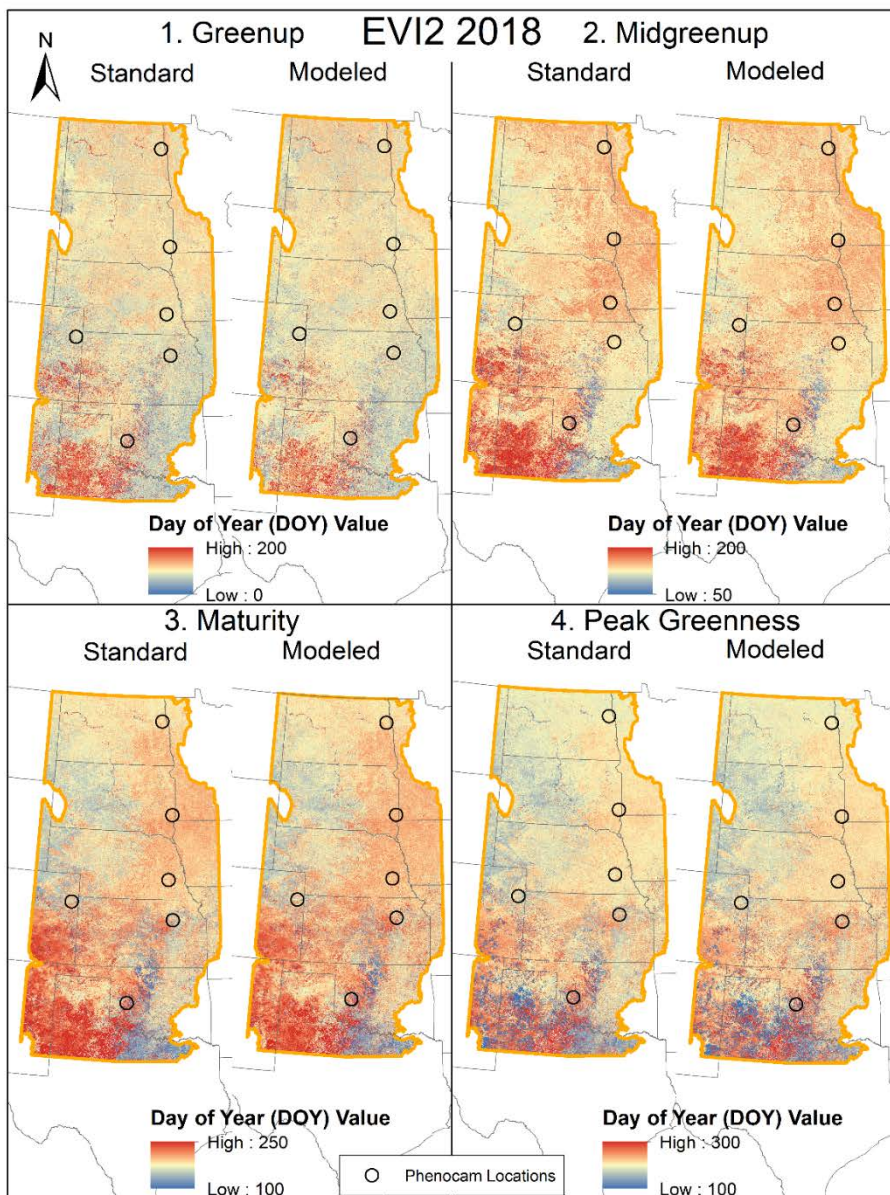 EVI2 2018
1. Greenup
2. Midgreenup
N
Standard
Modeled
Standard
Modeled
Day of Year (DOY) Value
High : 200
Low : 0
Day of Year (DOY) Value
High : 200
Low : 50
3. Maturity
4. Peak Greenness
Standard
Modeled
Standard
Modeled
Day of Year (DOY) Value
High : 250
Low : 100
Day of Year (DOY) Value
High : 300
Low : 100
Phenocam Locations